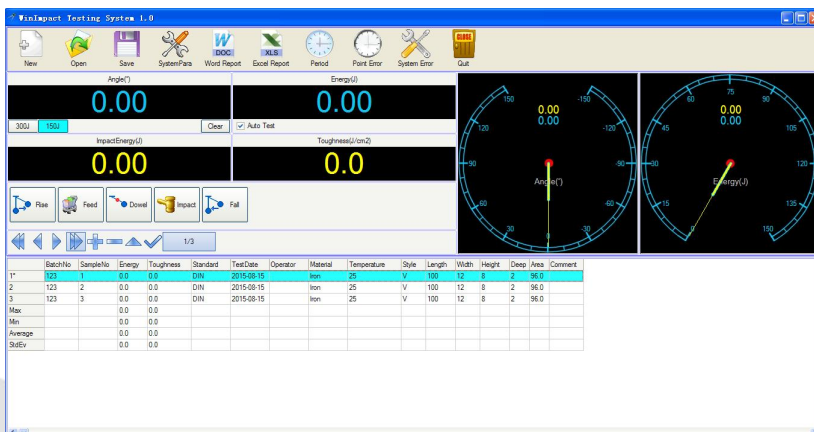 WinImpact Testing System 1.0
New Open Save SystemPara Word Report Excel Report Period Point Error System Error Quit
W DOC X XLS CLOSE
Angle(°) Energy(J)
0.00 0.00
300J 150J Clear Auto Test
ImpactEnergy(J) Toughness(J/cm2)
0.00 0.0
Rise Feed Dowel Impact Fall
1/3
150 -150
0.00
0.00
120 -120
90 -90
Angle(°)
60 -60
30 -30
0
75
60 90
0.00
0.00
45 105
30 120
Energy(J)
15 135
0 150
BatchNo SampleNo Energy Toughness Standard TestDate Operator Material Temperature Style Length Width Height Deep Area Comment
1* 123 1 0.0 0.0 DIN 2015-08-15 Iron 25 V 100 12 8 2 96.0
2 123 2 0.0 0.0 DIN 2015-08-15 Iron 25 V 100 12 8 2 96.0
3 123 3 0.0 0.0 DIN 2015-08-15 Iron 25 V 100 12 8 2 96.0
Max 0.0 0.0
Min 0.0 0.0
Average 0.0 0.0
StdEv 0.0 0.0